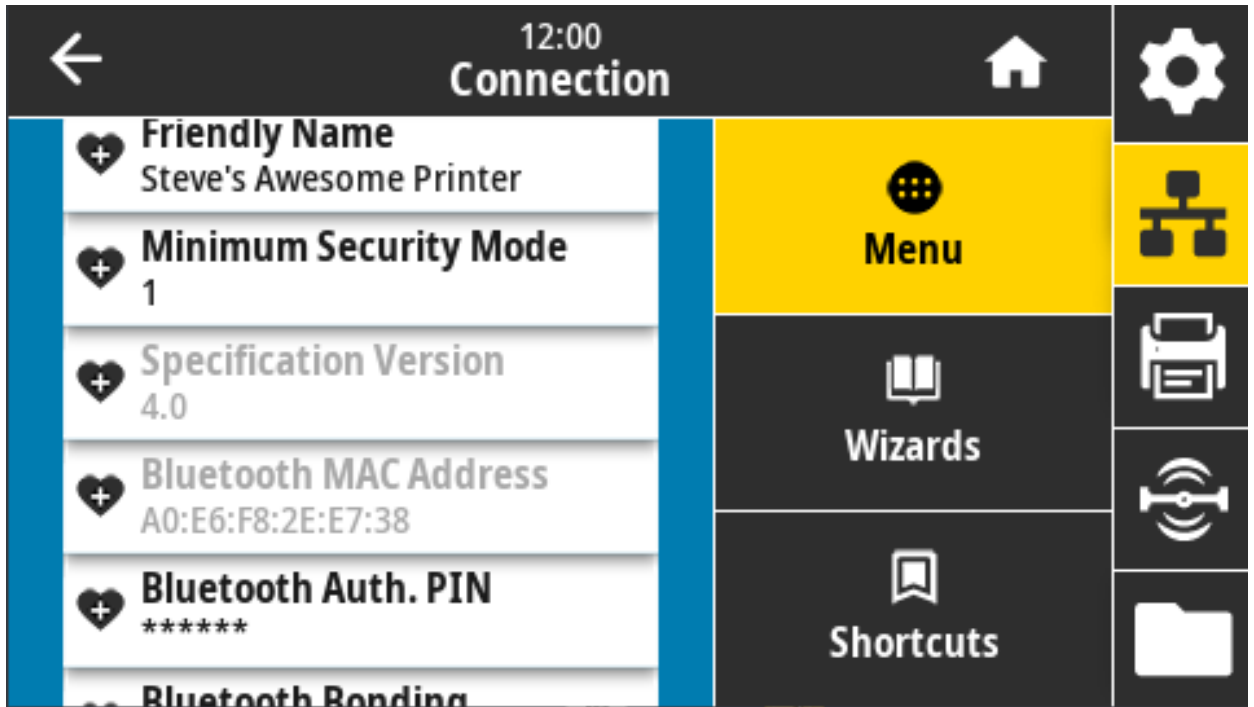 12:00
Connection
Friendly Name
Steve's Awesome Printer
Minimum Security Mode
1
Specification Version
4.0
Bluetooth MAC Address
A0:E6:F8:2E:E7:38
Bluetooth Auth. PIN
******
Bluetooth Bonding
Menu
Wizards
Shortcuts